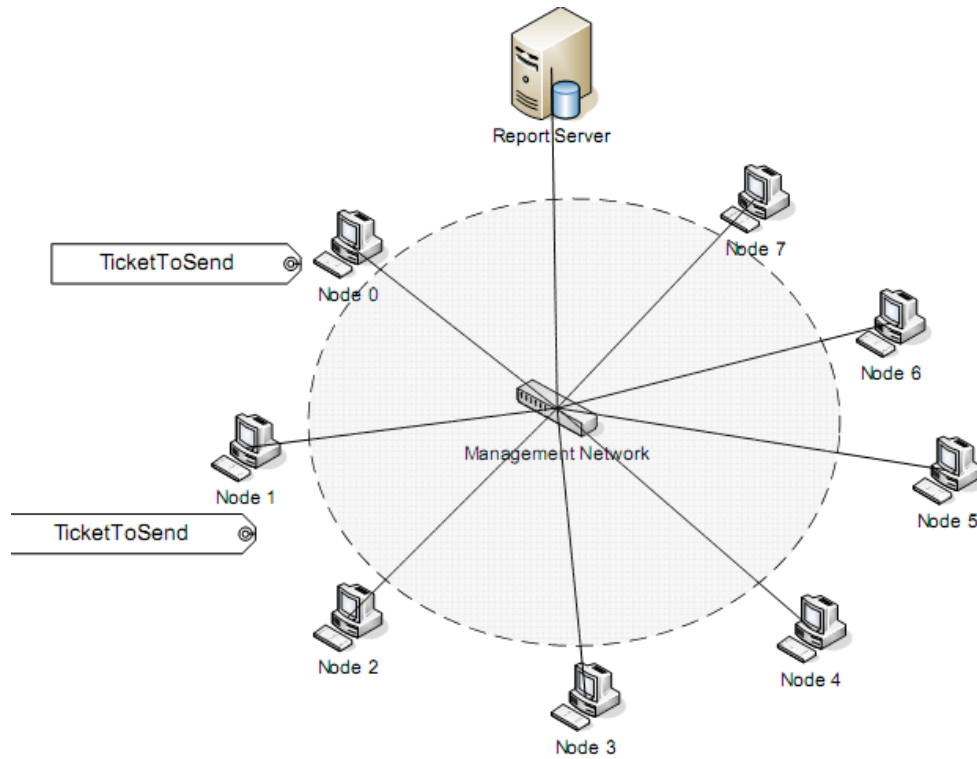 Report Server
Node 7
TicketToSend
Node 0
Node 6
Management Network
Node 1
Node 5
TicketToSend
Node 2
Node 4
Node 3